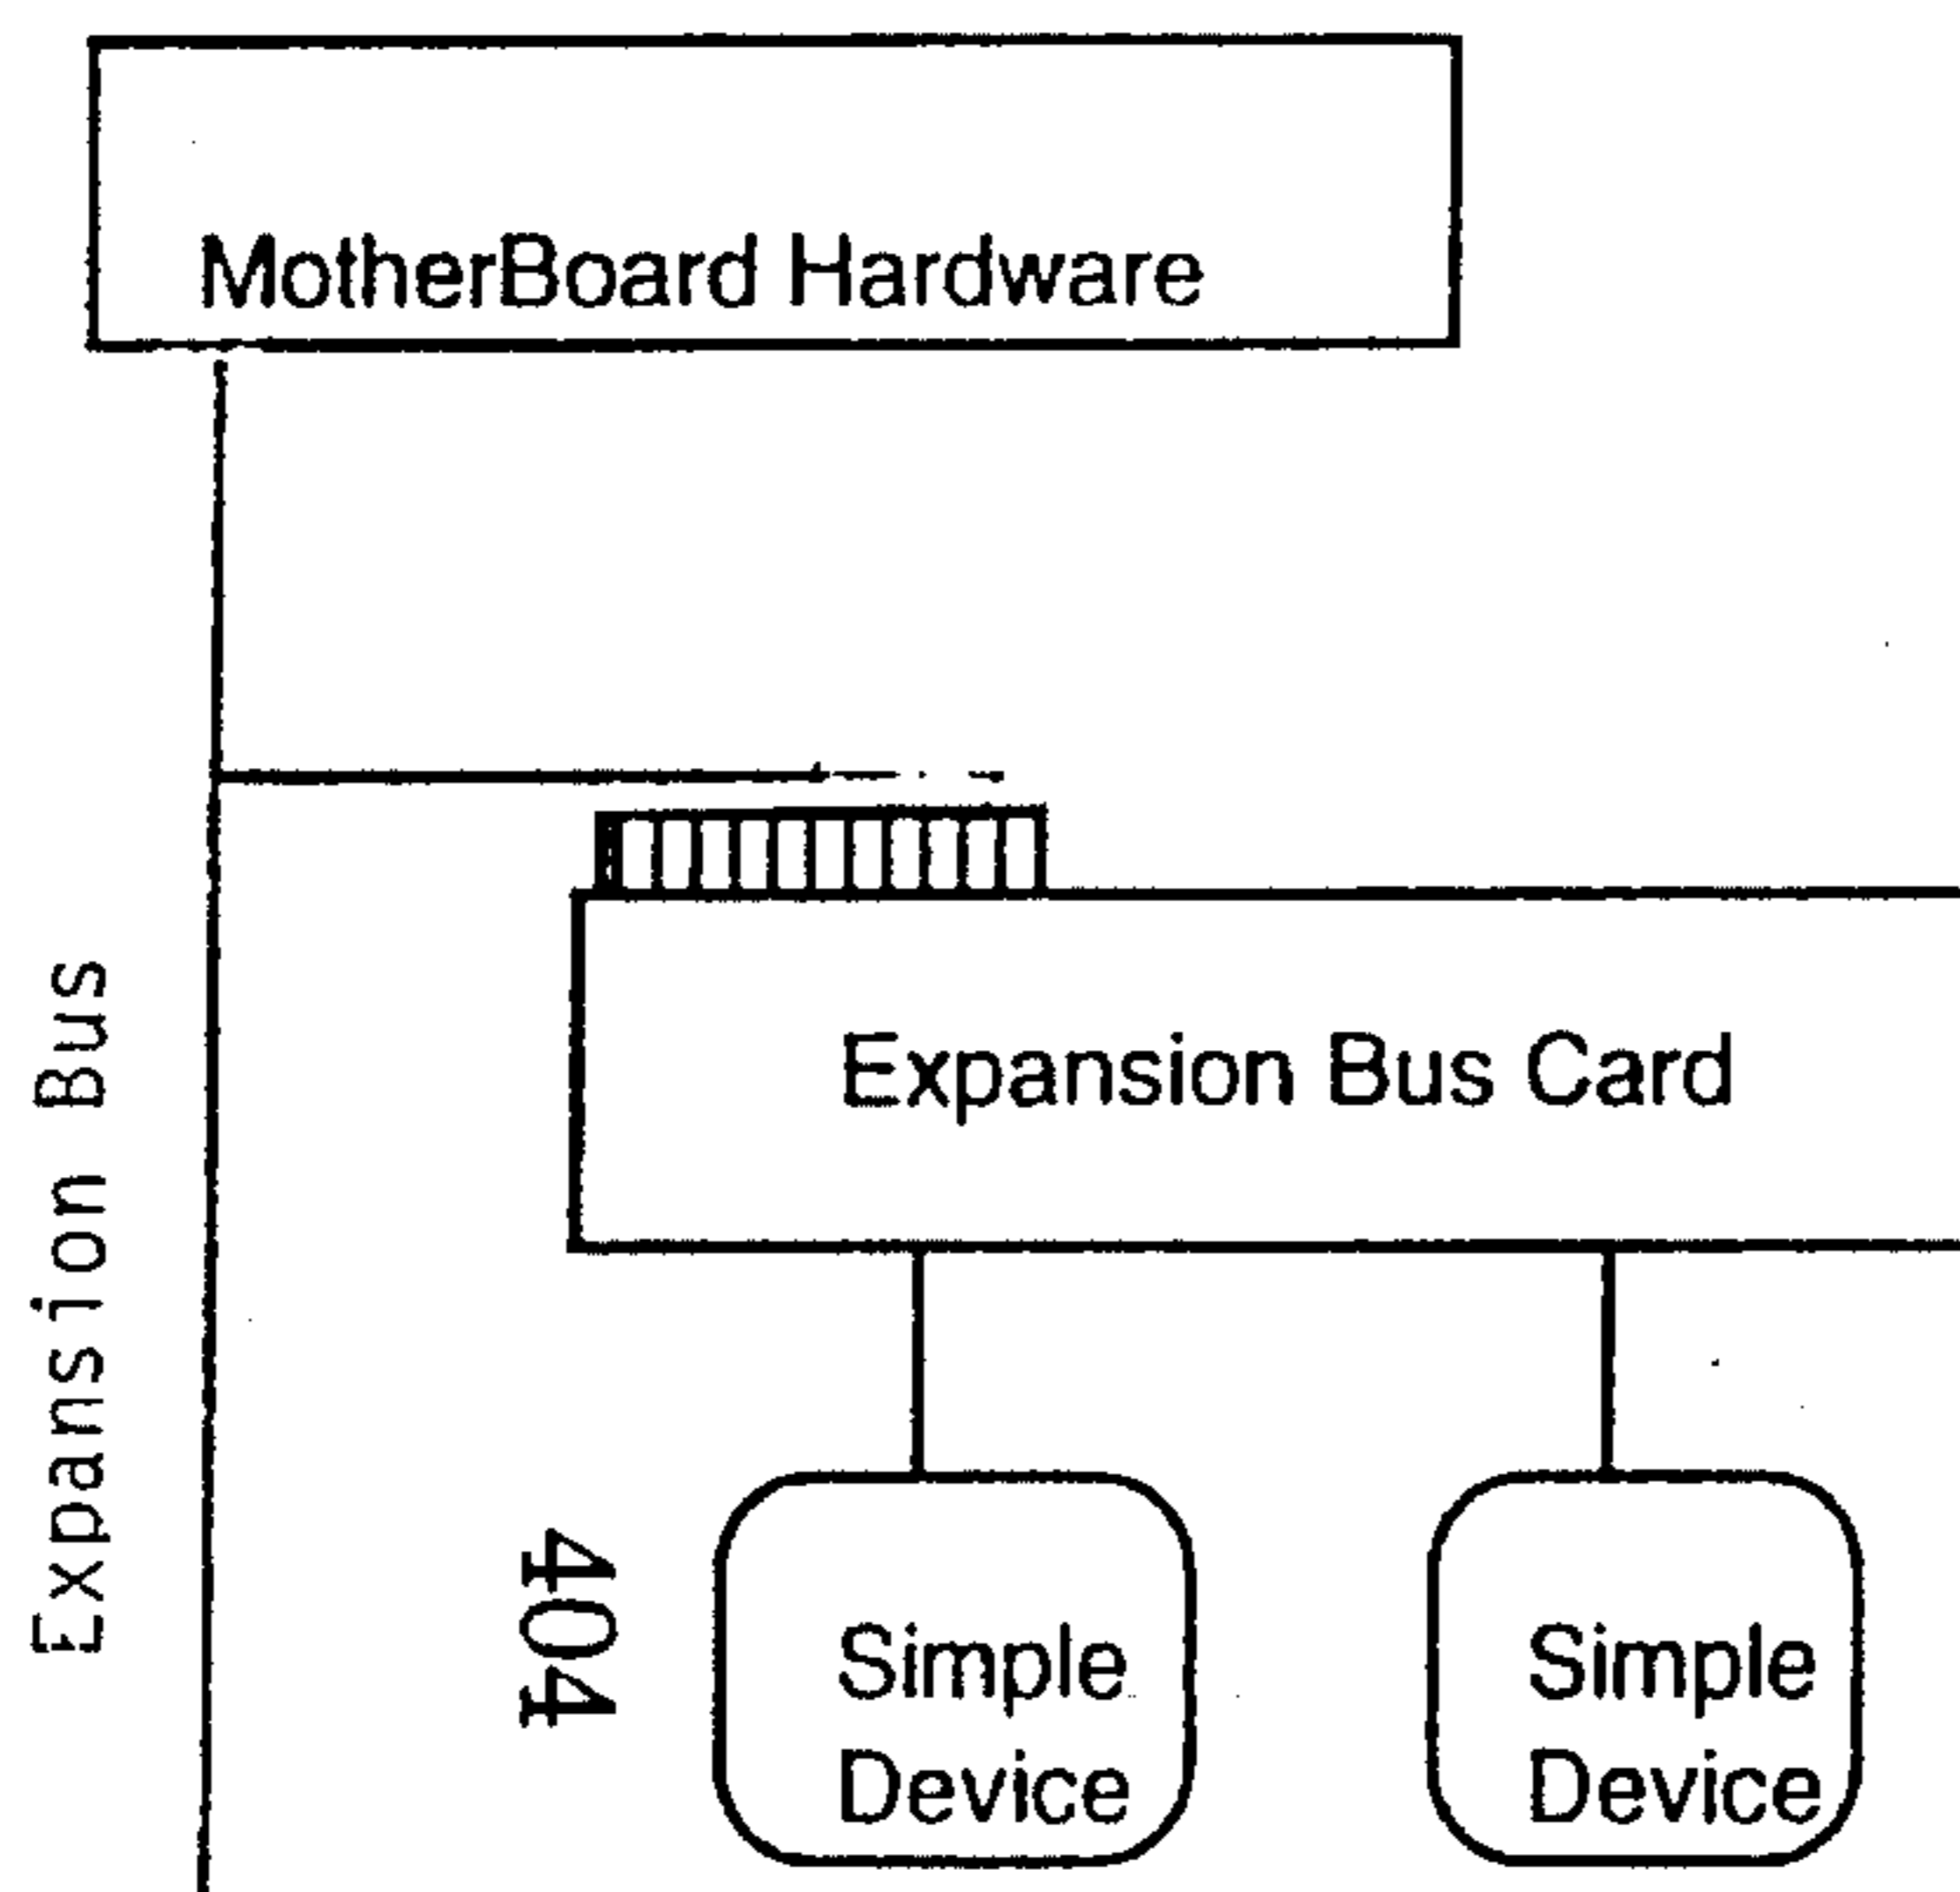 MotherBoard Hardware
Expansion Bus
Expansion Bus Card
404
Simple
Device
Simple
Device